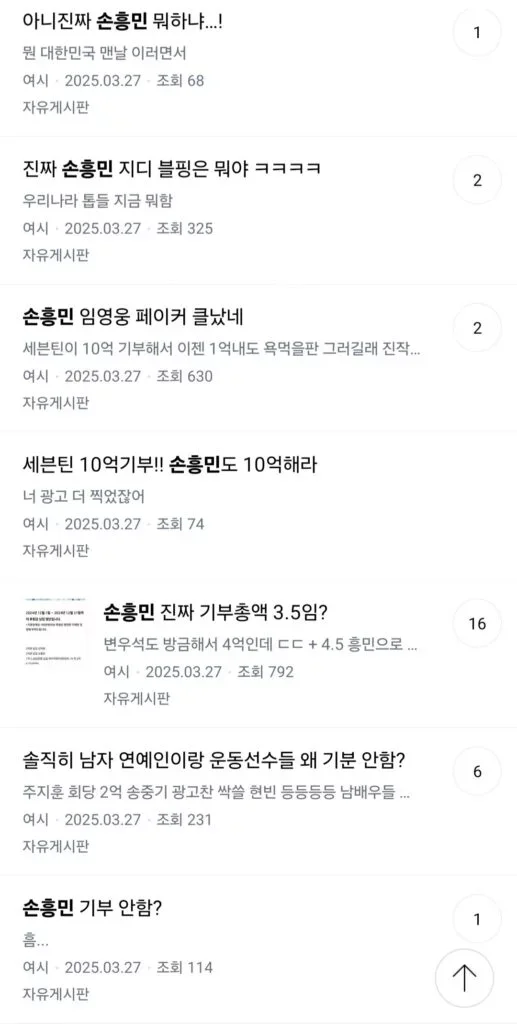 아니진짜 손흥민 뭐하냐...!
1
뭔 대한민국 맨날 이러면서
여시 · 2025.03.27 · 조회 68
자유게시판
진짜 손흥민 지디 블핑은 뭐야 ㅋㅋㅋㅋ
2
우리나라 톱들 지금 뭐함
여시 · 2025.03.27 · 조회 325
자유게시판
손흥민 임영웅 페이커 클났네
2
세븐틴이 10억 기부해서 이젠 1억내도 욕먹을판 그러길래 진작...
여시 · 2025.03.27 · 조회 630
자유게시판
세븐틴 10억기부!! 손흥민도 10억해라
너 광고 더 찍었잖어
여시 · 2025.03.27 · 조회 74
자유게시판
손흥민 진짜 기부총액 3.5임?
16
변우석도 방금해서 4억인데 ㄷㄷ + 4.5 흥민으로 ...
여시 · 2025.03.27 · 조회 792
자유게시판
솔직히 남자 연예인이랑 운동선수들 왜 기분 안함?
6
주지훈 회당 2억 송중기 광고찬 싹쓸 현빈 등등등등 남배우들 ...
여시 · 2025.03.27 · 조회 231
자유게시판
손흥민 기부 안함?
1
흠...
여시 · 2025.03.27 · 조회 114
자유게시판